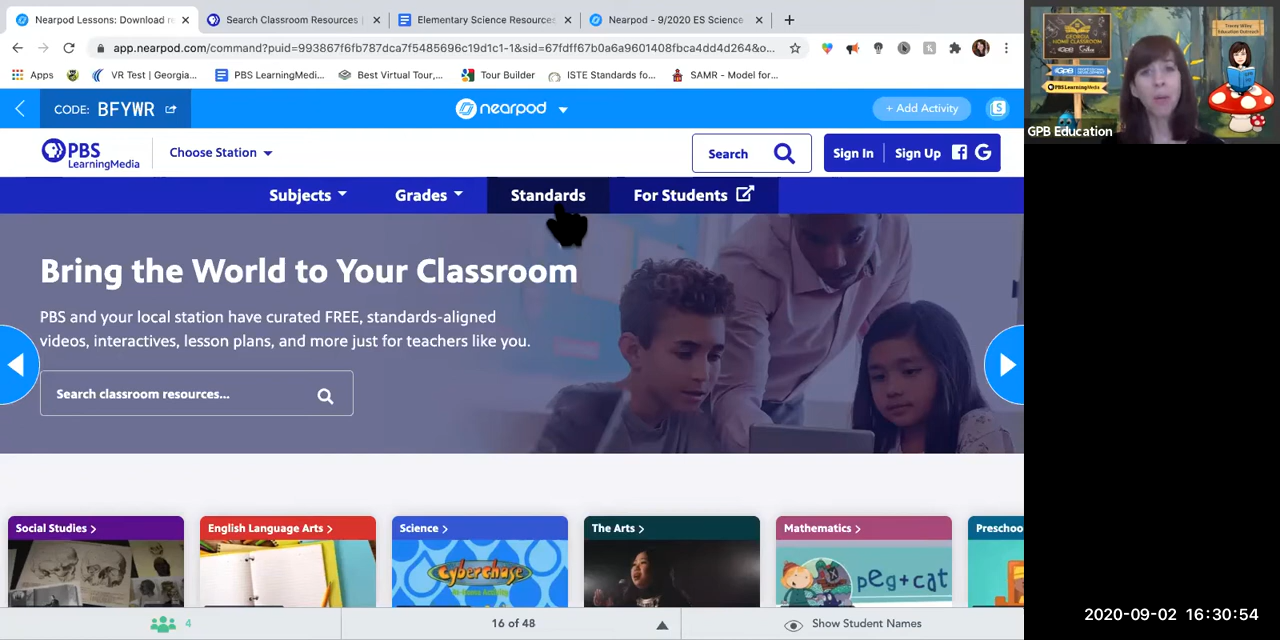 Nearpod Lessons: Download re
Search Classroom Resources |
Elementary Science Resources
Nearpod - 9/2020 ES Science
app.nearpod.com/command?puid=993867f6fb787dca7f5485696c19d1c1-1&sid=67fdff67b0a6a9601408fbca4dd4d264&o...
Apps
VR Test | Georgia...
PBS LearningMedi...
Best Virtual Tour,...
Tour Builder
ISTE Standards fo...
SAMR - Model for...
CODE: BFYWR
nearpod
+ Add Activity
S
PBS
LearningMedia
Choose Station
Search
Sign In
Sign Up
Subjects
Grades
Standards
For Students
Bring the World to Your Classroom
PBS and your local station have curated FREE, standards-aligned
videos, interactives, lesson plans, and more just for teachers like you.
Search classroom resources...
Social Studies >
English Language Arts >
Science >
The Arts >
Mathematics >
Preschoo
CYBERCHASE
peg+cat
4
16 of 48
Show Student Names
GPB Education
2020-09-02 16:30:54